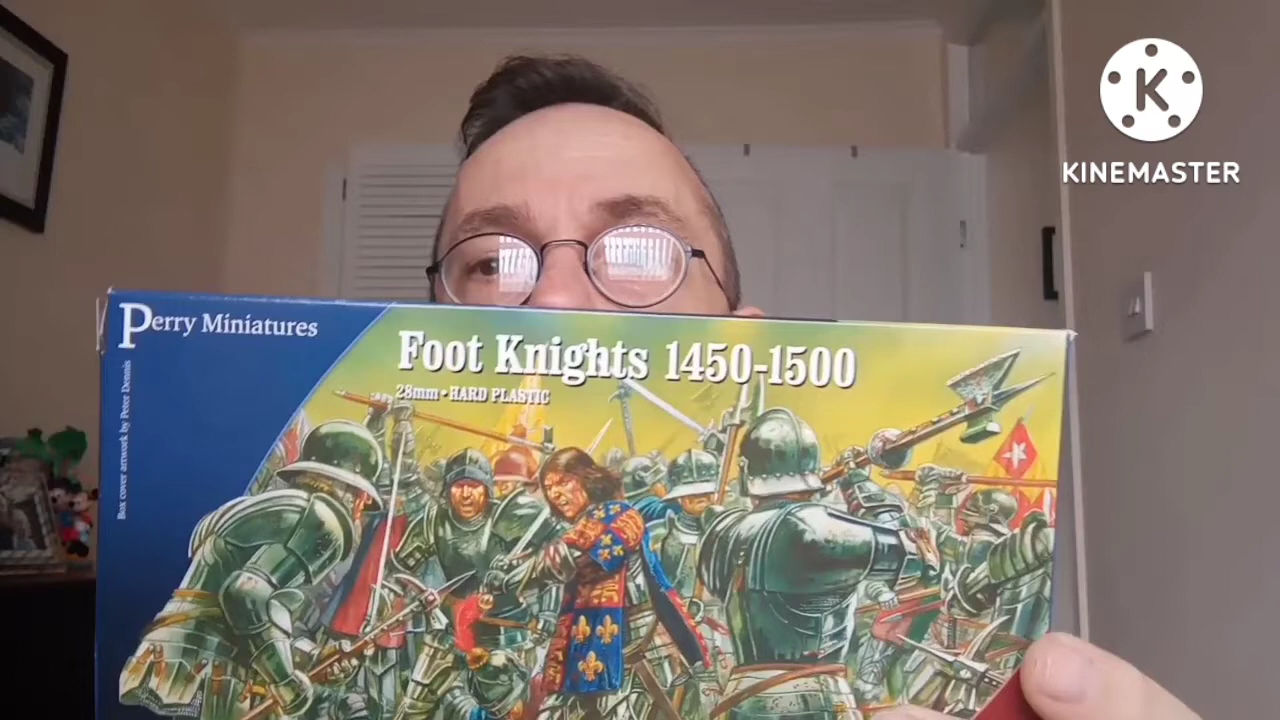 K
KINEMASTER
Perry Miniatures
Foot Knights 1450-1500
28mm • HARD PLASTIC
Box cover artwork by Peter Dennis